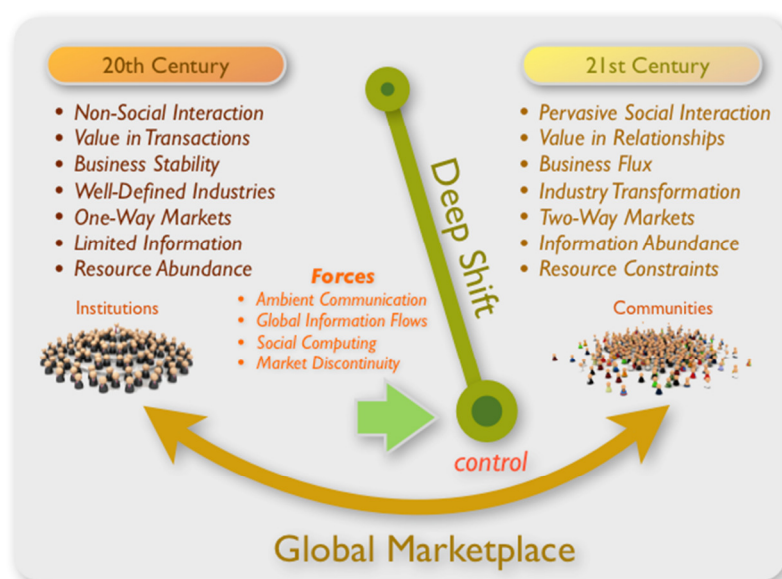 20th Century
• Non-Social Interaction
• Value in Transactions
• Business Stability
• Well-Defined Industries
• One-Way Markets
• Limited Information
• Resource Abundance
Institutions
Forces
• Ambient Communication
• Global Information Flows
• Social Computing
• Market Discontinuity
Deep Shift
control
21st Century
• Pervasive Social Interaction
• Value in Relationships
• Business Flux
• Industry Transformation
• Two-Way Markets
• Information Abundance
• Resource Constraints
Communities
Global Marketplace